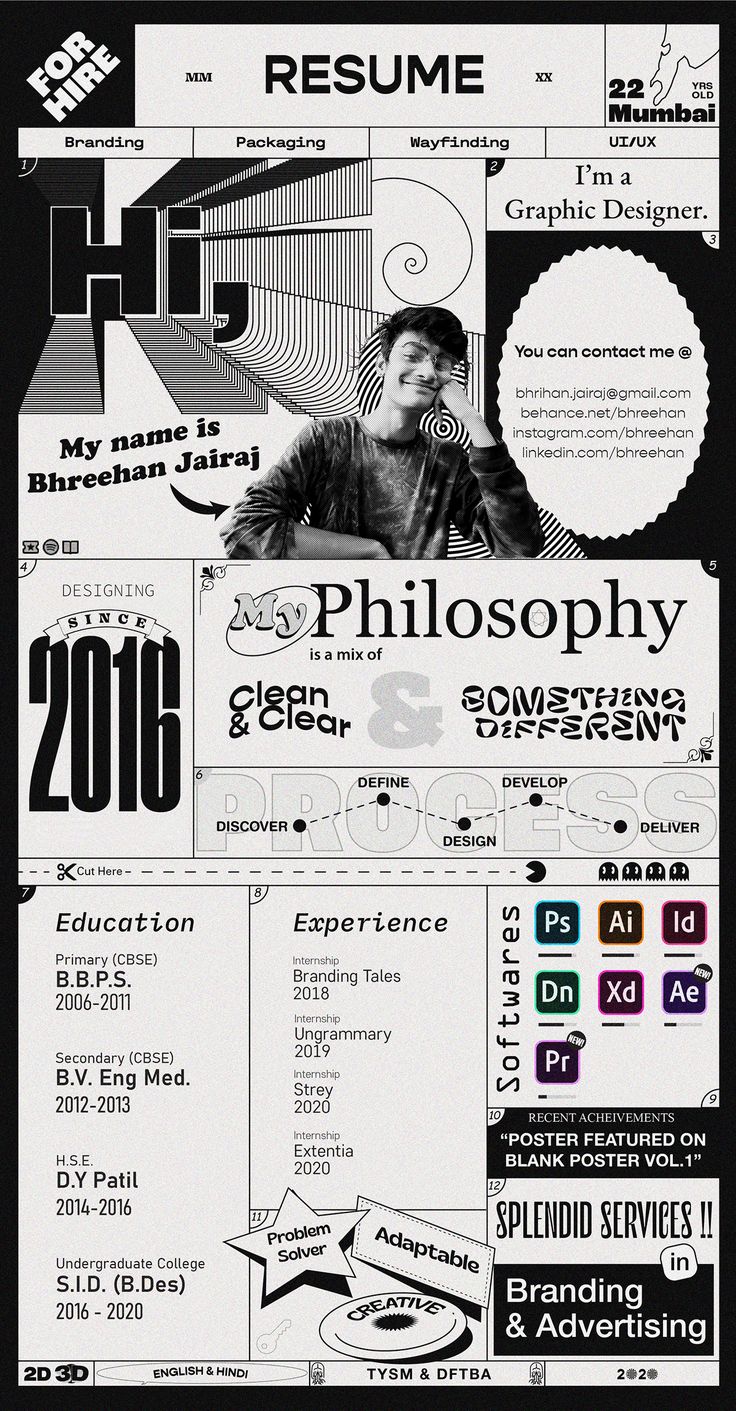 FOR
HIRE
MM
RESUME
XX
22
YRS
OLD
Mumbai
Branding
Packaging
Wayfinding
UI/UX
1
Hi,
My name is
Bhreehan Jairaj
2
I'm a
Graphic Designer.
3
You can contact me @
bhrihan.jairaj@gmail.com
behance.net/bhreehan
instagram.com/bhreehan
linkedin.com/bhreehan
4
DESIGNING
SINCE
2016
5
My Philosophy
is a mix of
Clean
& Clear
&
SOMETHING
DIFFERENT
6
PROCESS
DISCOVER
DEFINE
DESIGN
DEVELOP
DELIVER
Cut Here
7
Education
Primary (CBSE)
B.B.P.S.
2006-2011
Secondary (CBSE)
B.V. Eng Med.
2012-2013
H.S.E.
D.Y Patil
2014-2016
Undergraduate College
S.I.D. (B.Des)
2016 - 2020
8
Experience
Internship
Branding Tales
2018
Internship
Ungrammary
2019
Internship
Strey
2020
Internship
Extentia
2020
Softwares
Ps
Ai
Id
Dn
Xd
Ae
NEW!
Pr
NEW!
9
10
RECENT ACHEIVEMENTS
“POSTER FEATURED ON
BLANK POSTER VOL.1”
11
Problem
Solver
Adaptable
CREATIVE
12
SPLENDID SERVICES !!
in
Branding
& Advertising
2D 3D
ENGLISH & HINDI
TYSM & DFTBA
2020